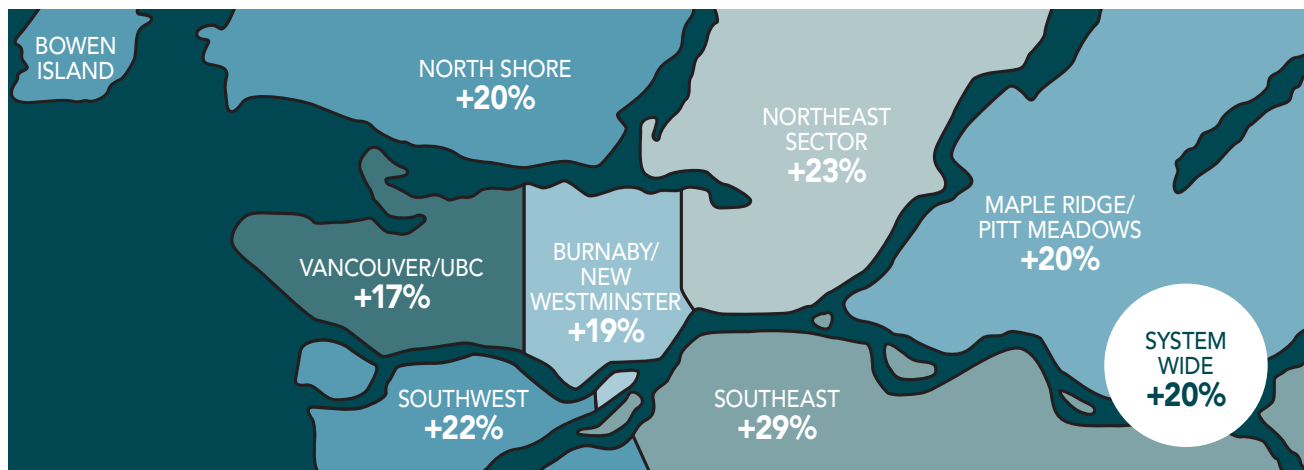 BOWEN
ISLAND
NORTH SHORE
+20%
NORTHEAST
SECTOR
+23%
MAPLE RIDGE/
PITT MEADOWS
+20%
VANCOUVER/UBC
+17%
BURNABY/
NEW
WESTMINSTER
+19%
SOUTHWEST
+22%
SOUTHEAST
+29%
SYSTEM
WIDE
+20%